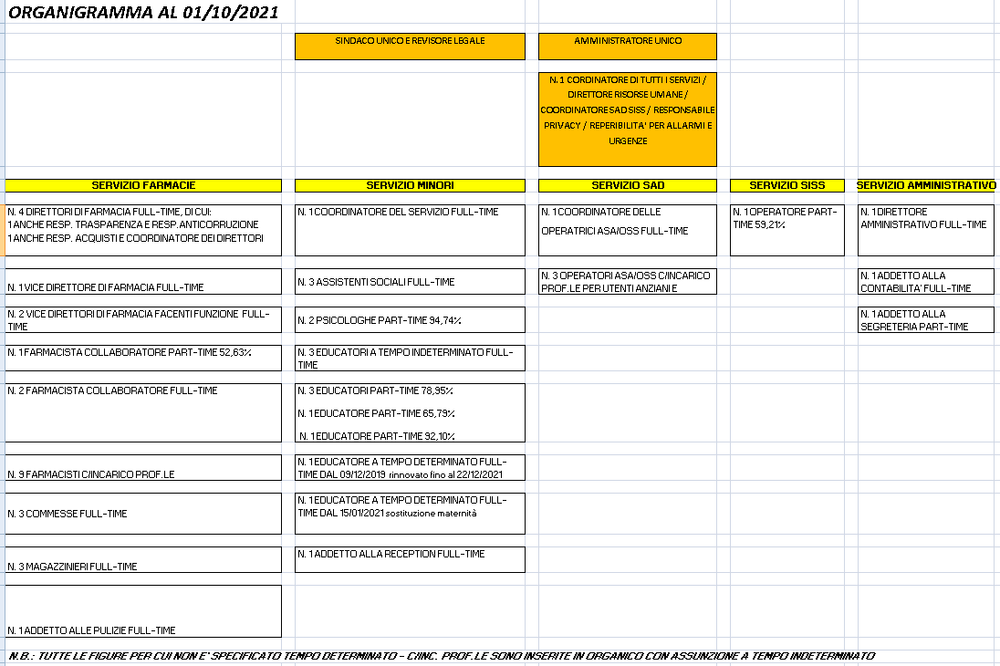 ORGANIGRAMMA AL 01/10/2021
SINDACO UNICO E REVISORE LEGALE
AMMINISTRATORE UNICO
N. 1 CORDINATORE DI TUTTI I SERVIZI /
DIRETTORE RISORSE UMANE /
COORDINATORE SAD SISS / RESPONSABILE
PRIVACY / REPERIBILITA' PER ALLARMI E
URGENZE
SERVIZIO FARMACIE
N. 4 DIRETTORI DI FARMACIA FULL-TIME, DI CUI:
1 ANCHE RESP. TRASPARENZA E RESP. ANTICORRUZIONE
1 ANCHE RESP. ACQUISTI E COORDINATORE DEI DIRETTORI
N. 1 VICE DIRETTORE DI FARMACIA FULL-TIME
N. 2 VICE DIRETTORI DI FARMACIA FACENTI FUNZIONE FULL-
TIME
N. 1 FARMACISTA COLLABORATORE PART-TIME 52,63%
N. 2 FARMACISTA COLLABORATORE FULL-TIME
N. 9 FARMACISTI C/INCARICO PROF.LE
N. 3 COMMESSE FULL-TIME
N. 3 MAGAZZINIERI FULL-TIME
N. 1 ADDETTO ALLE PULIZIE FULL-TIME
SERVIZIO MINORI
N. 1 COORDINATORE DEL SERVIZIO FULL-TIME
N. 3 ASSISTENTI SOCIALI FULL-TIME
N. 2 PSICOLOGHE PART-TIME 94,74%
N. 3 EDUCATORI A TEMPO INDETERMINATO FULL-
TIME
N. 3 EDUCATORI PART-TIME 78,95%
N. 1 EDUCATORE PART-TIME 65,79%
N. 1 EDUCATORE PART-TIME 92,10%
N. 1 EDUCATORE A TEMPO DETERMINATO FULL-
TIME DAL 09/12/2019 rinnovato fino al 22/12/2021
N. 1 EDUCATORE A TEMPO DETERMINATO FULL-
TIME DAL 15/01/2021 sostituzione maternità
N. 1 ADDETTO ALLA RECEPTION FULL-TIME
SERVIZIO SAD
N. 1 COORDINATORE DELLE
OPERATRICI ASA/OSS FULL-TIME
N. 3 OPERATORI ASA/OSS C/INCARICO
PROF.LE PER UTENTI ANZIANI E
SERVIZIO SISS
N. 1 OPERATORE PART-
TIME 59,21%
SERVIZIO AMMINISTRATIVO
N. 1 DIRETTORE
AMMINISTRATIVO FULL-TIME
N. 1 ADDETTO ALLA
CONTABILITA' FULL-TIME
N. 1 ADDETTO ALLA
SEGRETERIA PART-TIME
N.B.: TUTTE LE FIGURE PER CUI NON E' SPECIFICATO TEMPO DETERMINATO - C/INC. PROF.LE SONO INSERITE IN ORGANICO CON ASSUNZIONE A TEMPO INDETERMINATO